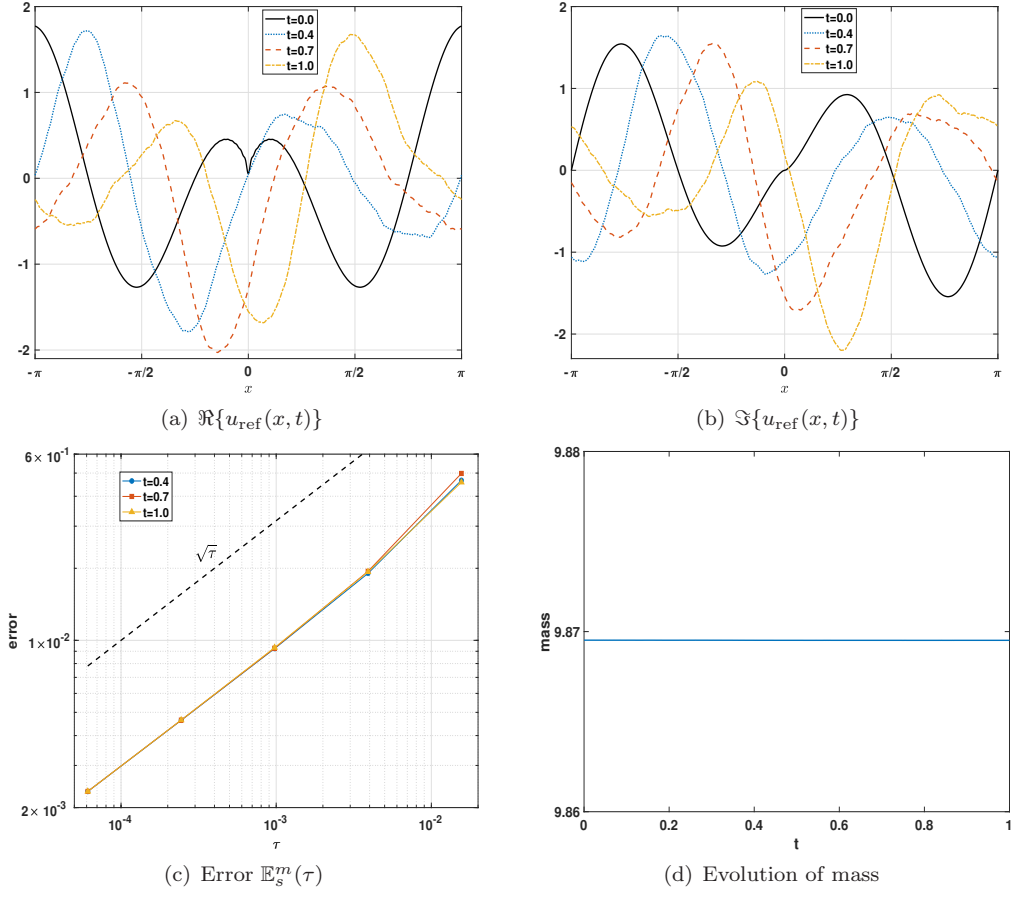 t=0.0
t=0.4
t=0.7
t=1.0
2
1
0
-1
-2
-π
-π/2
0
π/2
π
x
(a) ℜ{u_ref(x, t)}
t=0.0
t=0.4
t=0.7
t=1.0
2
1
0
-1
-2
-π
-π/2
0
π/2
π
x
(b) ℑ{u_ref(x, t)}
6 × 10^-1
1 × 10^-2
2 × 10^-3
error
t=0.4
t=0.7
t=1.0
√τ
10^-4
10^-3
10^-2
τ
(c) Error 𝔼_s^m(τ)
9.88
9.87
9.86
mass
0
0.2
0.4
0.6
0.8
1
t
(d) Evolution of mass